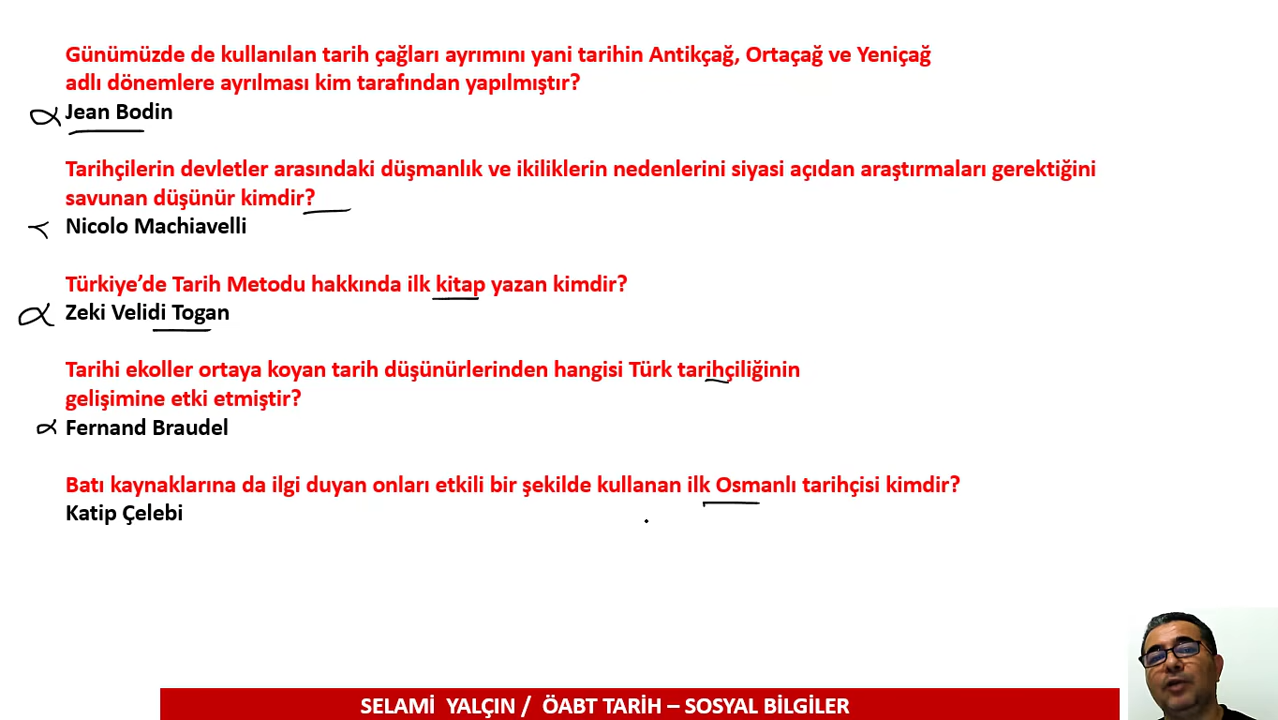 Günümüzde de kullanılan tarih çağları ayrımını yani tarihin Antikçağ, Ortaçağ ve Yeniçağ
adlı dönemlere ayrılması kim tarafından yapılmıştır?
Jean Bodin
Tarihçilerin devletler arasındaki düşmanlık ve ikiliklerin nedenlerini siyasi açıdan araştırmaları gerektiğini
savunan düşünür kimdir?
Nicolo Machiavelli
Türkiye’de Tarih Metodu hakkında ilk kitap yazan kimdir?
Zeki Velidi Togan
Tarihi ekoller ortaya koyan tarih düşünürlerinden hangisi Türk tarihçiliğinin
gelişimine etki etmiştir?
Fernand Braudel
Batı kaynaklarına da ilgi duyan onları etkili bir şekilde kullanan ilk Osmanlı tarihçisi kimdir?
Katip Çelebi
SELAMİ YALÇIN / ÖABT TARİH – SOSYAL BİLGİLER